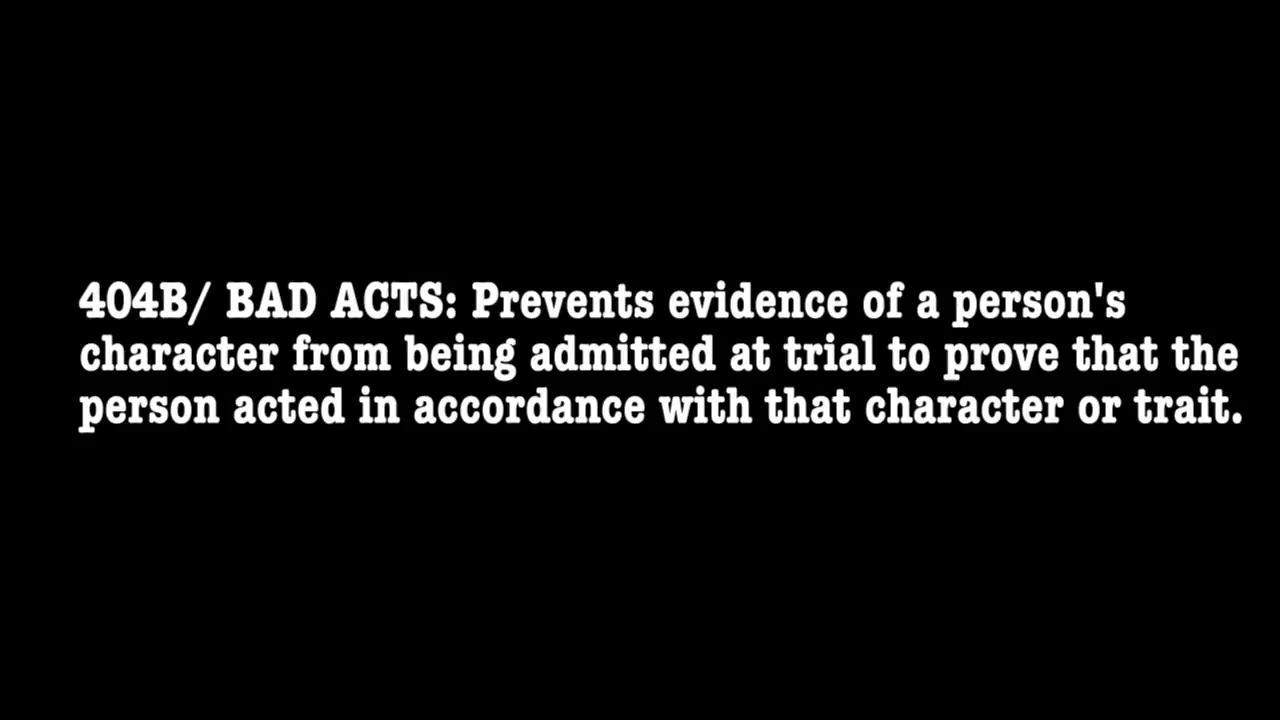 404B/ BAD ACTS: Prevents evidence of a person's
character from being admitted at trial to prove that the
person acted in accordance with that character or trait.